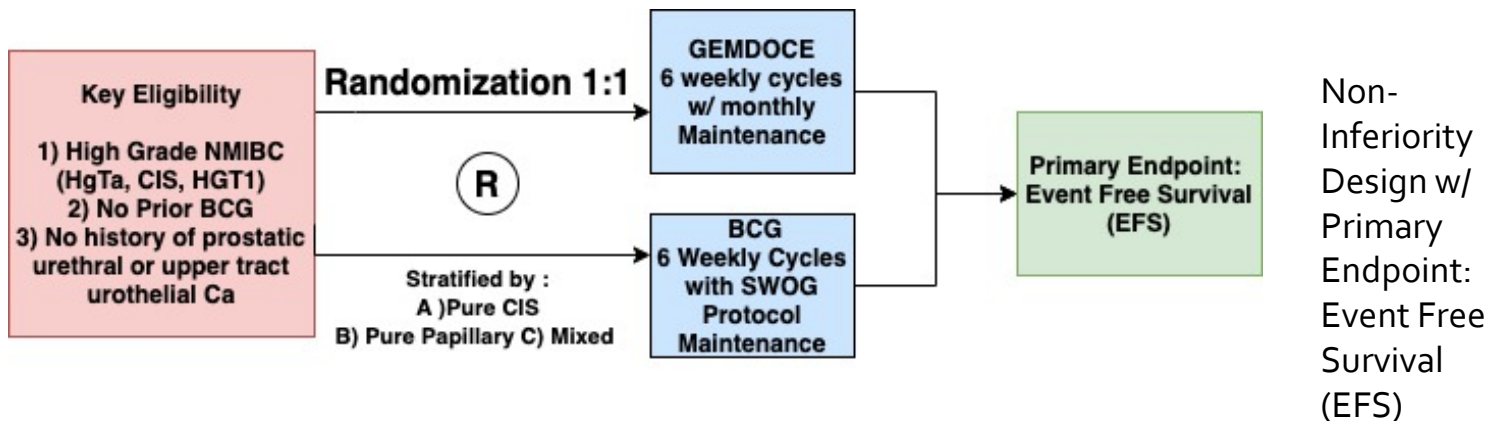 Key Eligibility
1) High Grade NMIBC
(HgTa, CIS, HGT1)
2) No Prior BCG
3) No history of prostatic
urethral or upper tract
urothelial Ca
Randomization 1:1
R
Stratified by :
A )Pure CIS
B) Pure Papillary C) Mixed
GEMDOCE
6 weekly cycles
w/ monthly
Maintenance
BCG
6 Weekly Cycles
with SWOG
Protocol
Maintenance
Primary Endpoint:
Event Free Survival
(EFS)
Non-
Inferiority
Design w/
Primary
Endpoint:
Event Free
Survival
(EFS)